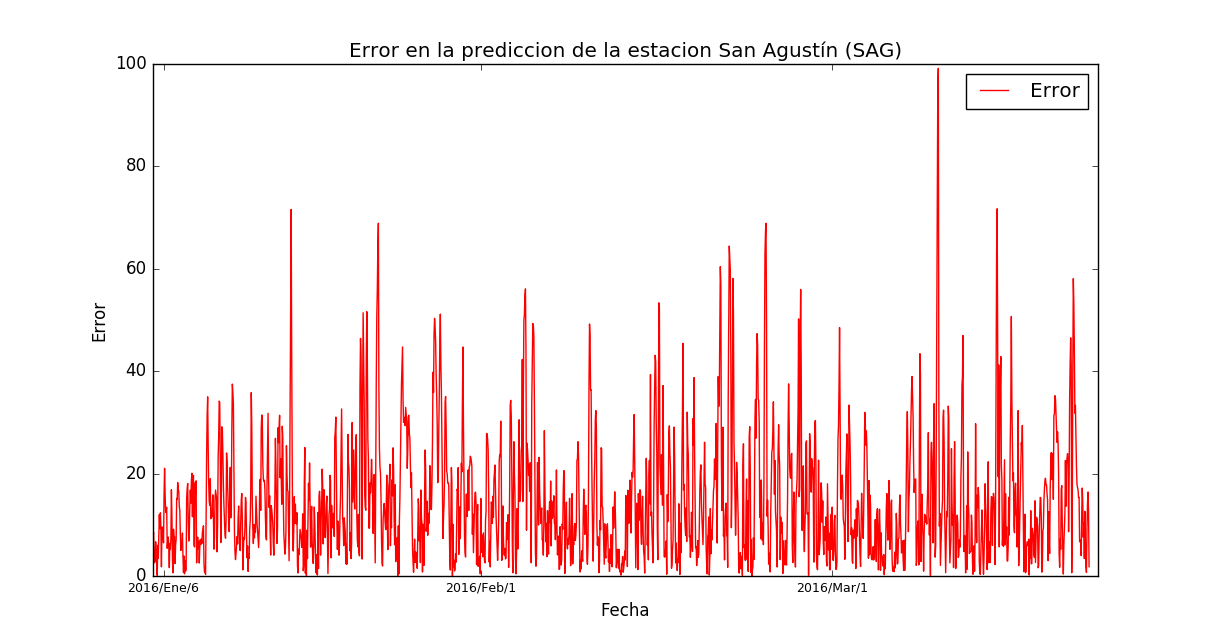 Error en la prediccion de la estacion San Agustín (SAG)
100
80
60
40
20
0
Error
Error
2016/Ene/6
2016/Feb/1
2016/Mar/1
Fecha